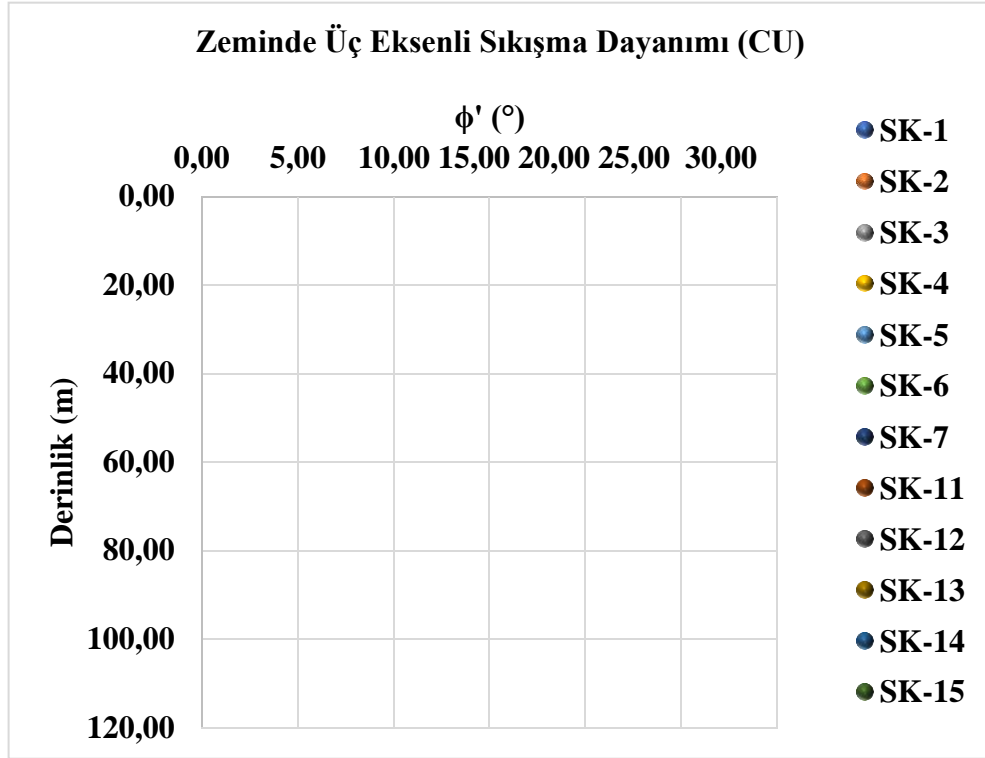 Zeminde Üç Eksenli Sıkışma Dayanımı (CU)
ϕ' (°)
0,00 5,00 10,00 15,00 20,00 25,00 30,00
0,00
20,00
40,00
60,00
80,00
100,00
120,00
Derinlik (m)
SK-1
SK-2
SK-3
SK-4
SK-5
SK-6
SK-7
SK-11
SK-12
SK-13
SK-14
SK-15